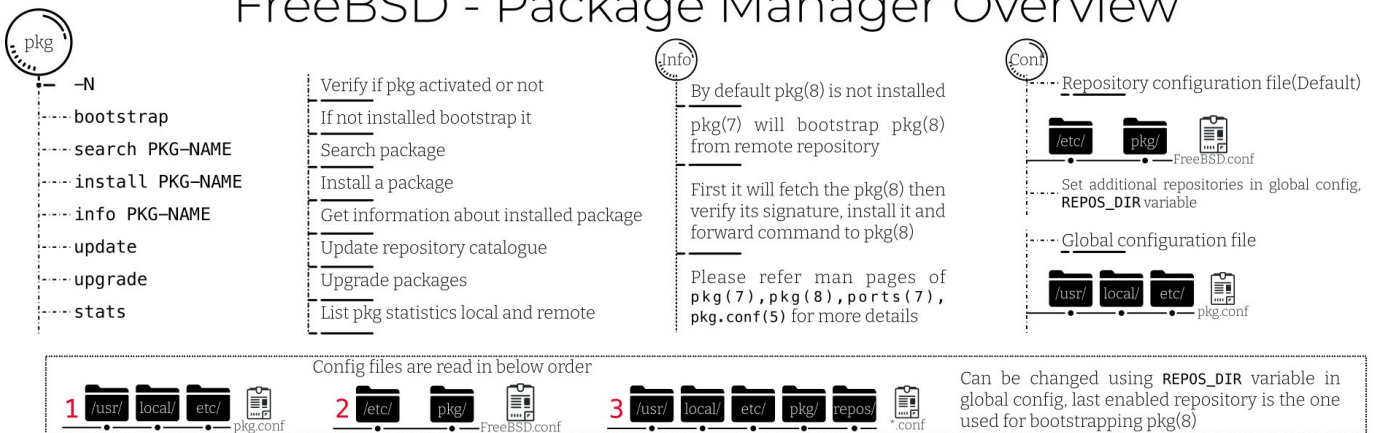 FreeBSD - Package Manager Overview
pkg
-N
bootstrap
search PKG-NAME
install PKG-NAME
info PKG-NAME
update
upgrade
stats
Verify if pkg activated or not
If not installed bootstrap it
Search package
Install a package
Get information about installed package
Update repository catalogue
Upgrade packages
List pkg statistics local and remote
Info
By default pkg(8) is not installed
pkg(7) will bootstrap pkg(8)
from remote repository
First it will fetch the pkg(8) then
verify its signature, install it and
forward command to pkg(8)
Please refer man pages of
pkg(7),pkg(8),ports(7),
pkg.conf(5) for more details
Conf
Repository configuration file(Default)
/etc/ pkg/
FreeBSD.conf
Set additional repositories in global config,
REPOS_DIR variable
Global configuration file
/usr/ local/ etc/
pkg.conf
Config files are read in below order
1 /usr/ local/ etc/
pkg.conf
2 /etc/ pkg/
FreeBSD.conf
3 /usr/ local/ etc/ pkg/ repos/
*.conf
Can be changed using REPOS_DIR variable in
global config, last enabled repository is the one
used for bootstrapping pkg(8)